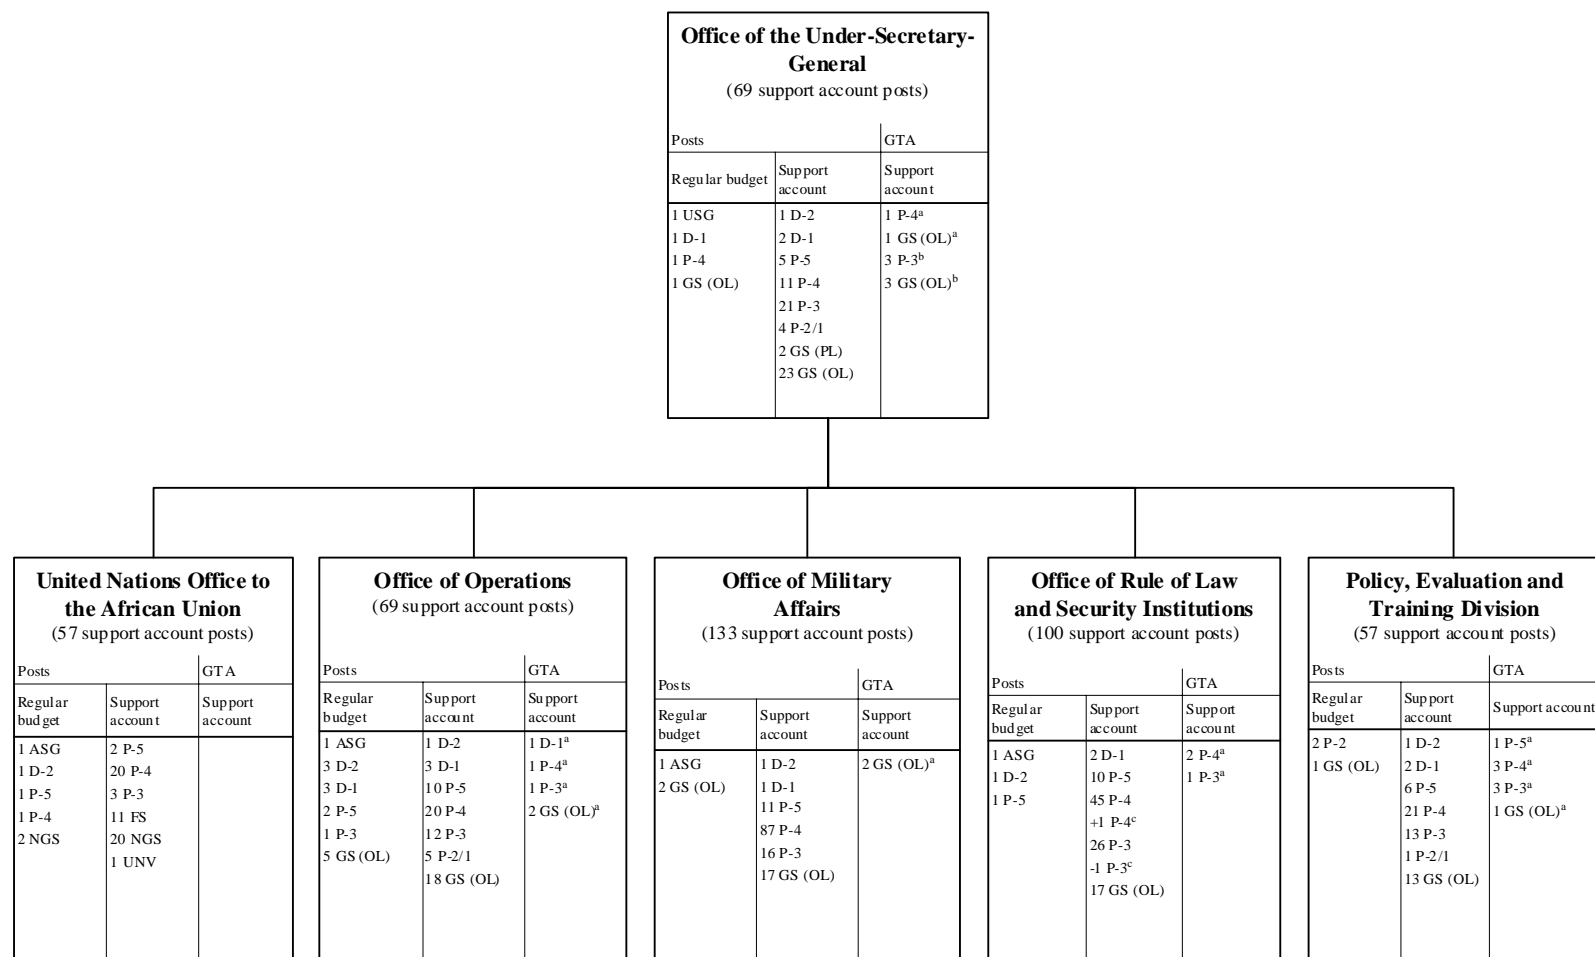 Office of the Under-Secretary-
General
(69 support account posts)
Posts
GTA
Regular budget
Support
account
Support
account
1 USG
1 D-1
1 P-4
1 GS (OL)
1 D-2
2 D-1
5 P-5
11 P-4
21 P-3
4 P-2/1
2 GS (PL)
23 GS (OL)
1 P-4ᵃ
1 GS (OL)ᵃ
3 P-3ᵇ
3 GS (OL)ᵇ
United Nations Office to
the African Union
(57 support account posts)
Posts
GTA
Regular
budget
Support
account
Support
account
1 ASG
1 D-2
1 P-5
1 P-4
2 NGS
2 P-5
20 P-4
3 P-3
11 FS
20 NGS
1 UNV
Office of Operations
(69 support account posts)
Posts
GTA
Regular
budget
Support
account
Support
account
1 ASG
3 D-2
3 D-1
2 P-5
1 P-3
5 GS (OL)
1 D-2
3 D-1
10 P-5
20 P-4
12 P-3
5 P-2/1
18 GS (OL)
1 D-1ᵃ
1 P-4ᵃ
1 P-3ᵃ
2 GS (OL)ᵃ
Office of Military
Affairs
(133 support account posts)
Posts
GTA
Regular
budget
Support
account
Support
account
1 ASG
2 GS (OL)
1 D-2
1 D-1
11 P-5
87 P-4
16 P-3
17 GS (OL)
2 GS (OL)ᵃ
Office of Rule of Law
and Security Institutions
(100 support account posts)
Posts
GTA
Regular
budget
Support
account
Support
account
1 ASG
1 D-2
1 P-5
2 D-1
10 P-5
45 P-4
+1 P-4ᶜ
26 P-3
-1 P-3ᶜ
17 GS (OL)
2 P-4ᵃ
1 P-3ᵃ
Policy, Evaluation and
Training Division
(57 support account posts)
Posts
GTA
Regular
budget
Support
account
Support account
2 P-2
1 GS (OL)
1 D-2
2 D-1
6 P-5
21 P-4
13 P-3
1 P-2/1
13 GS (OL)
1 P-5ᵃ
3 P-4ᵃ
3 P-3ᵃ
1 GS (OL)ᵃ